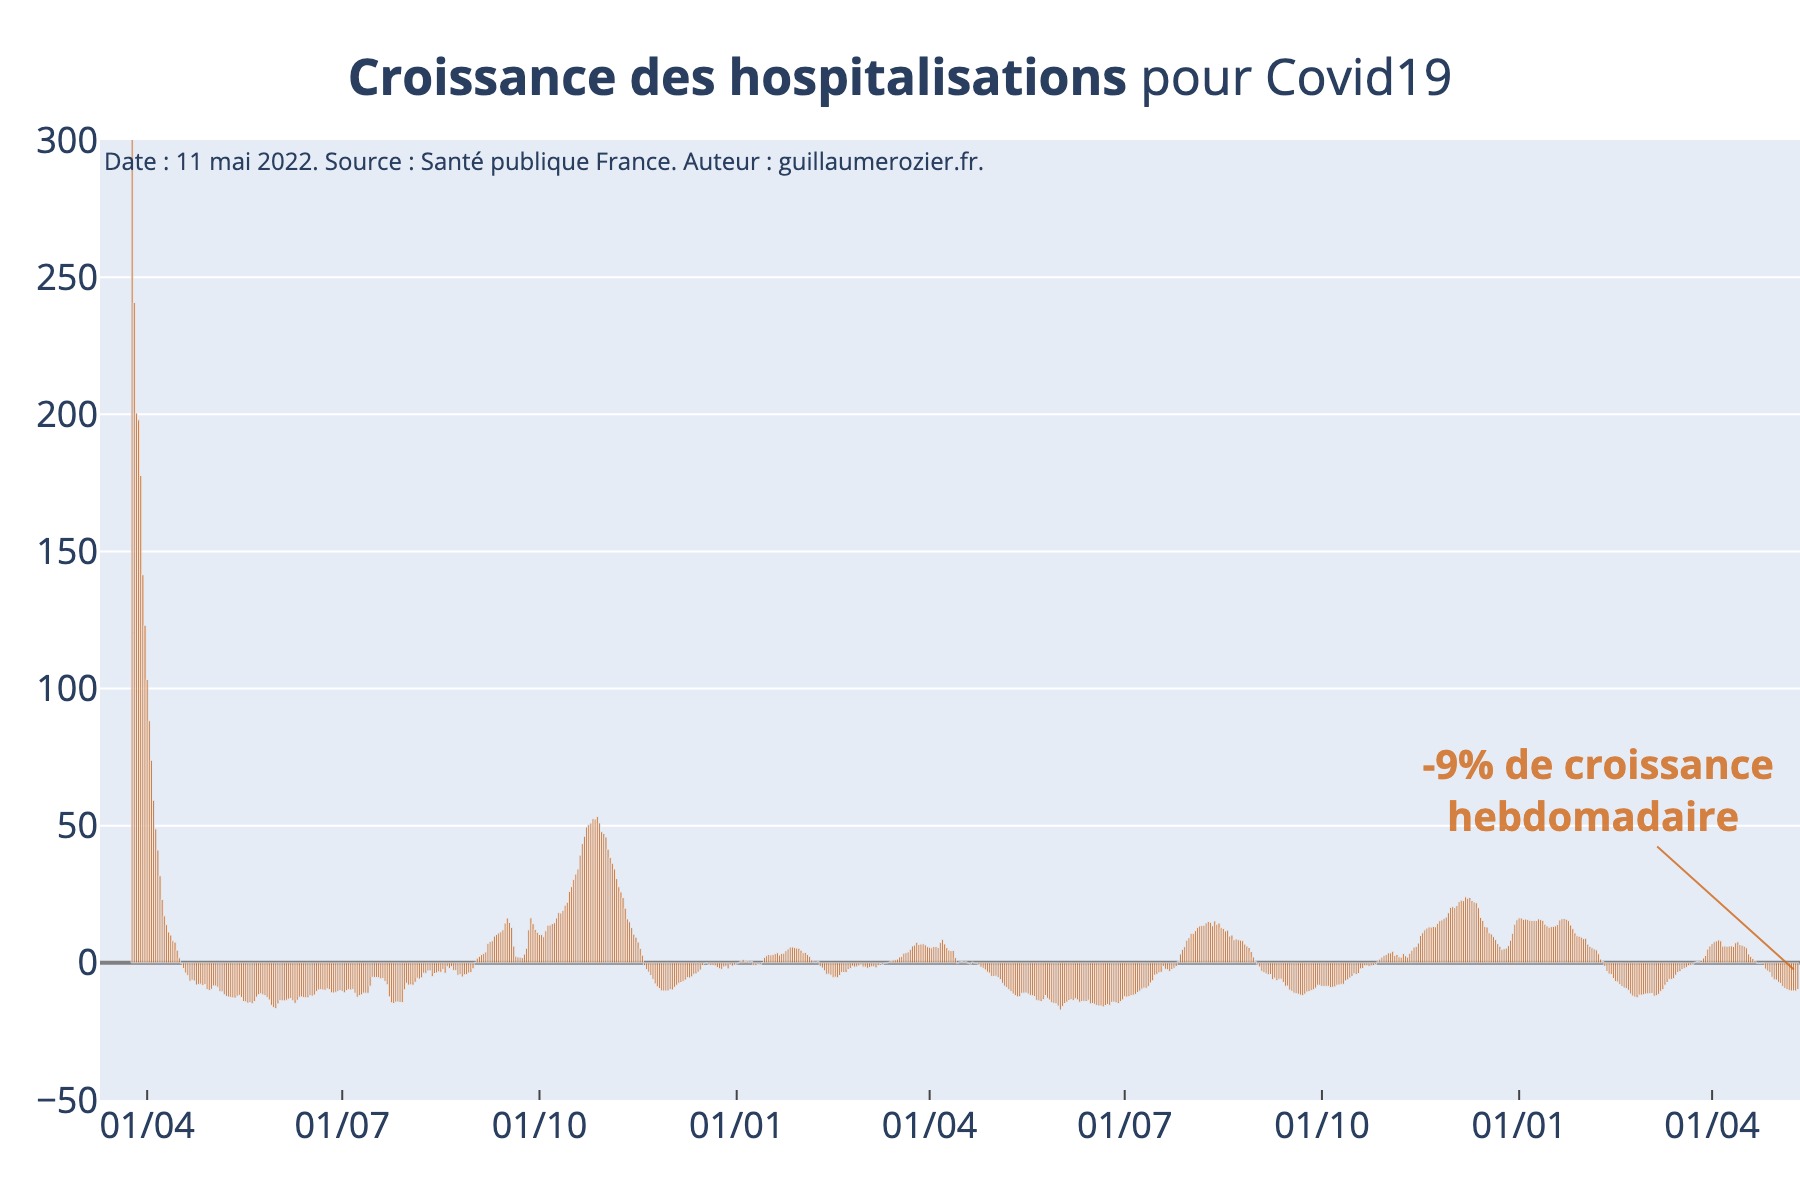 Croissance des hospitalisations pour Covid19
300
Date : 11 mai 2022. Source : Santé publique France. Auteur : guillaumerozier.fr.
250
200
150
100
-9% de croissance
hebdomadaire
50
0
−50
01/04 01/07 01/10 01/01 01/04 01/07 01/10 01/01 01/04